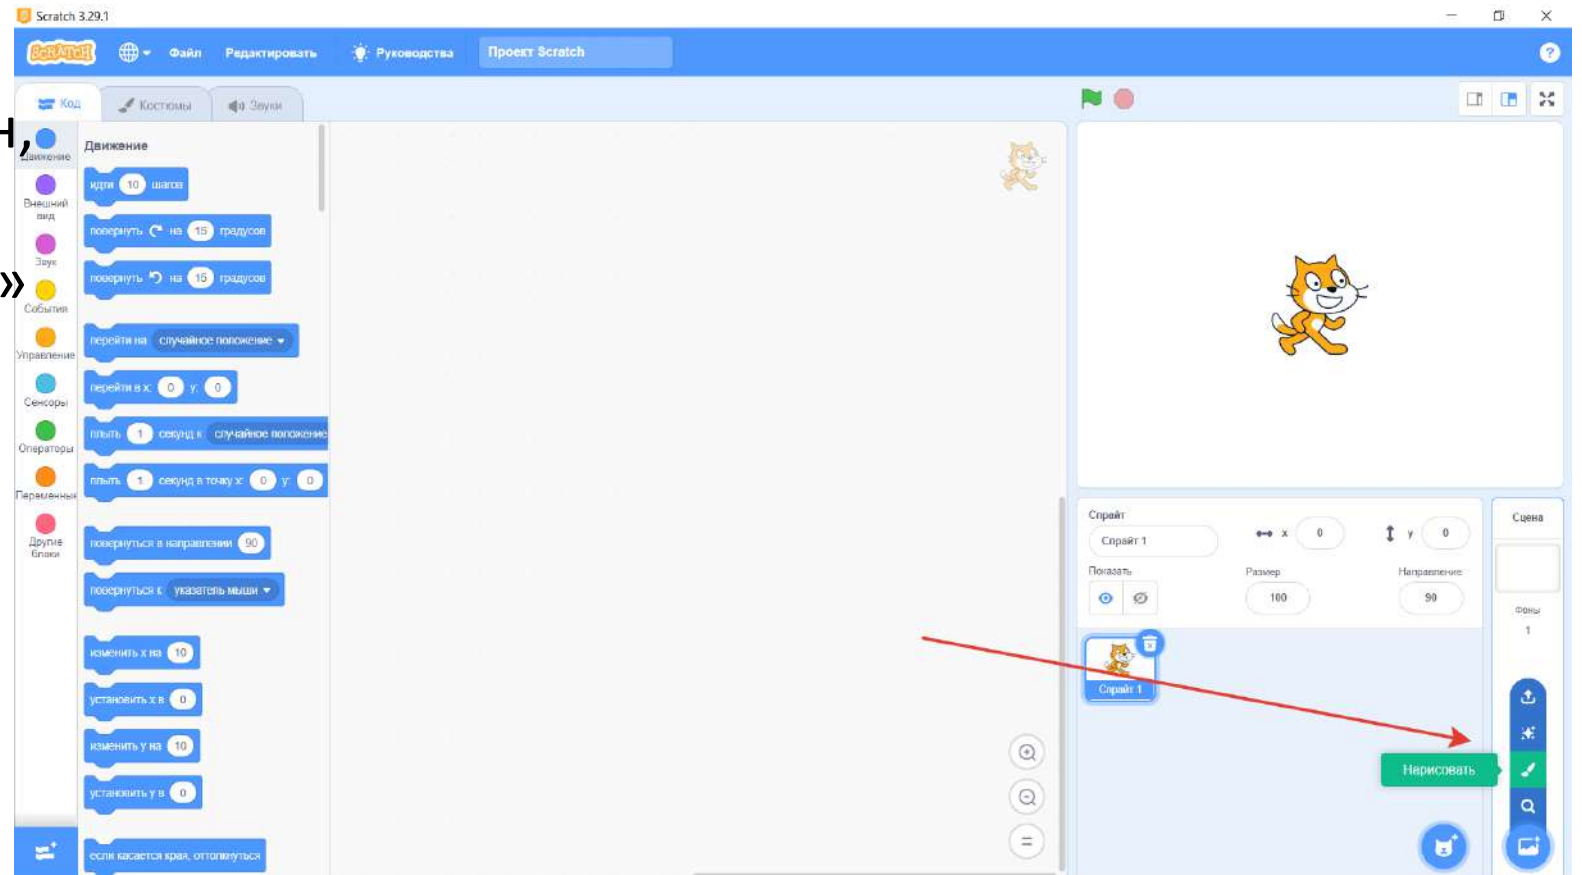 Scratch 3.29.1
SCRATCH Файл Редактировать Руководства Проект Scratch ?
Код Костюмы Звуки
н,
»
Движение
Внешний
вид
Звук
События
Управление
Сенсоры
Операторы
Переменные
Другие
блоки
Движение
идти 10 шагов
повернуть на 15 градусов
повернуть на 15 градусов
перейти на случайное положение
перейти в x: 0 y: 0
плыть 1 секунд к случайное положение
плыть 1 секунд в точку x: 0 y: 0
повернуться в направлении 90
повернуться к указатель мыши
изменить x на 10
установить x в 0
изменить y на 10
установить y в 0
если касается края, оттолкнуться
Спрайт
Спрайт 1 x 0 y 0
Показать Размер Направление
100 90
Спрайт 1
Сцена
Фоны
1
Нарисовать